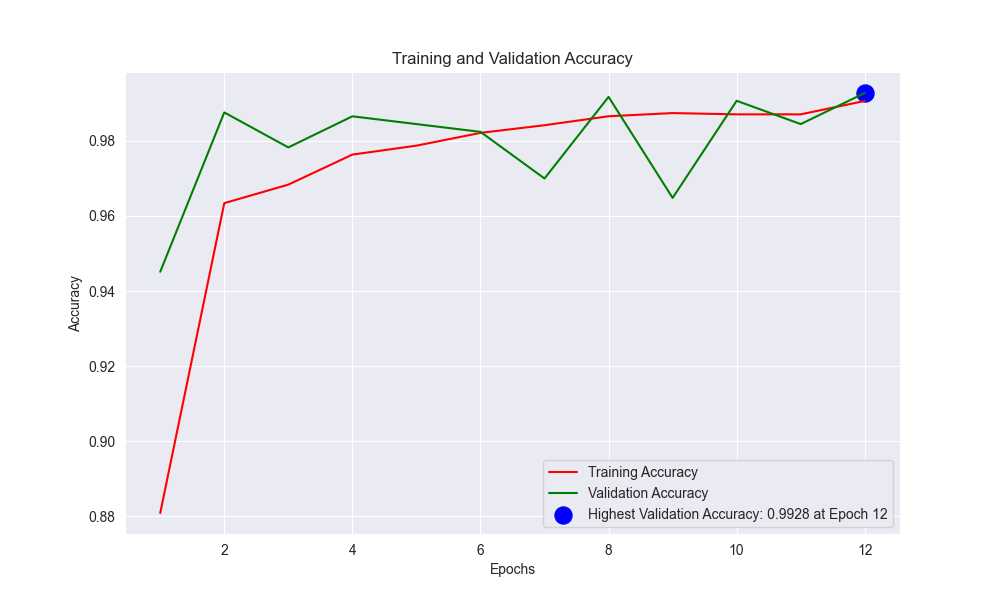 Training and Validation Accuracy
Accuracy
0.98
0.96
0.94
0.92
0.90
0.88
Training Accuracy
Validation Accuracy
Highest Validation Accuracy: 0.9928 at Epoch 12
2 4 6 8 10 12
Epochs